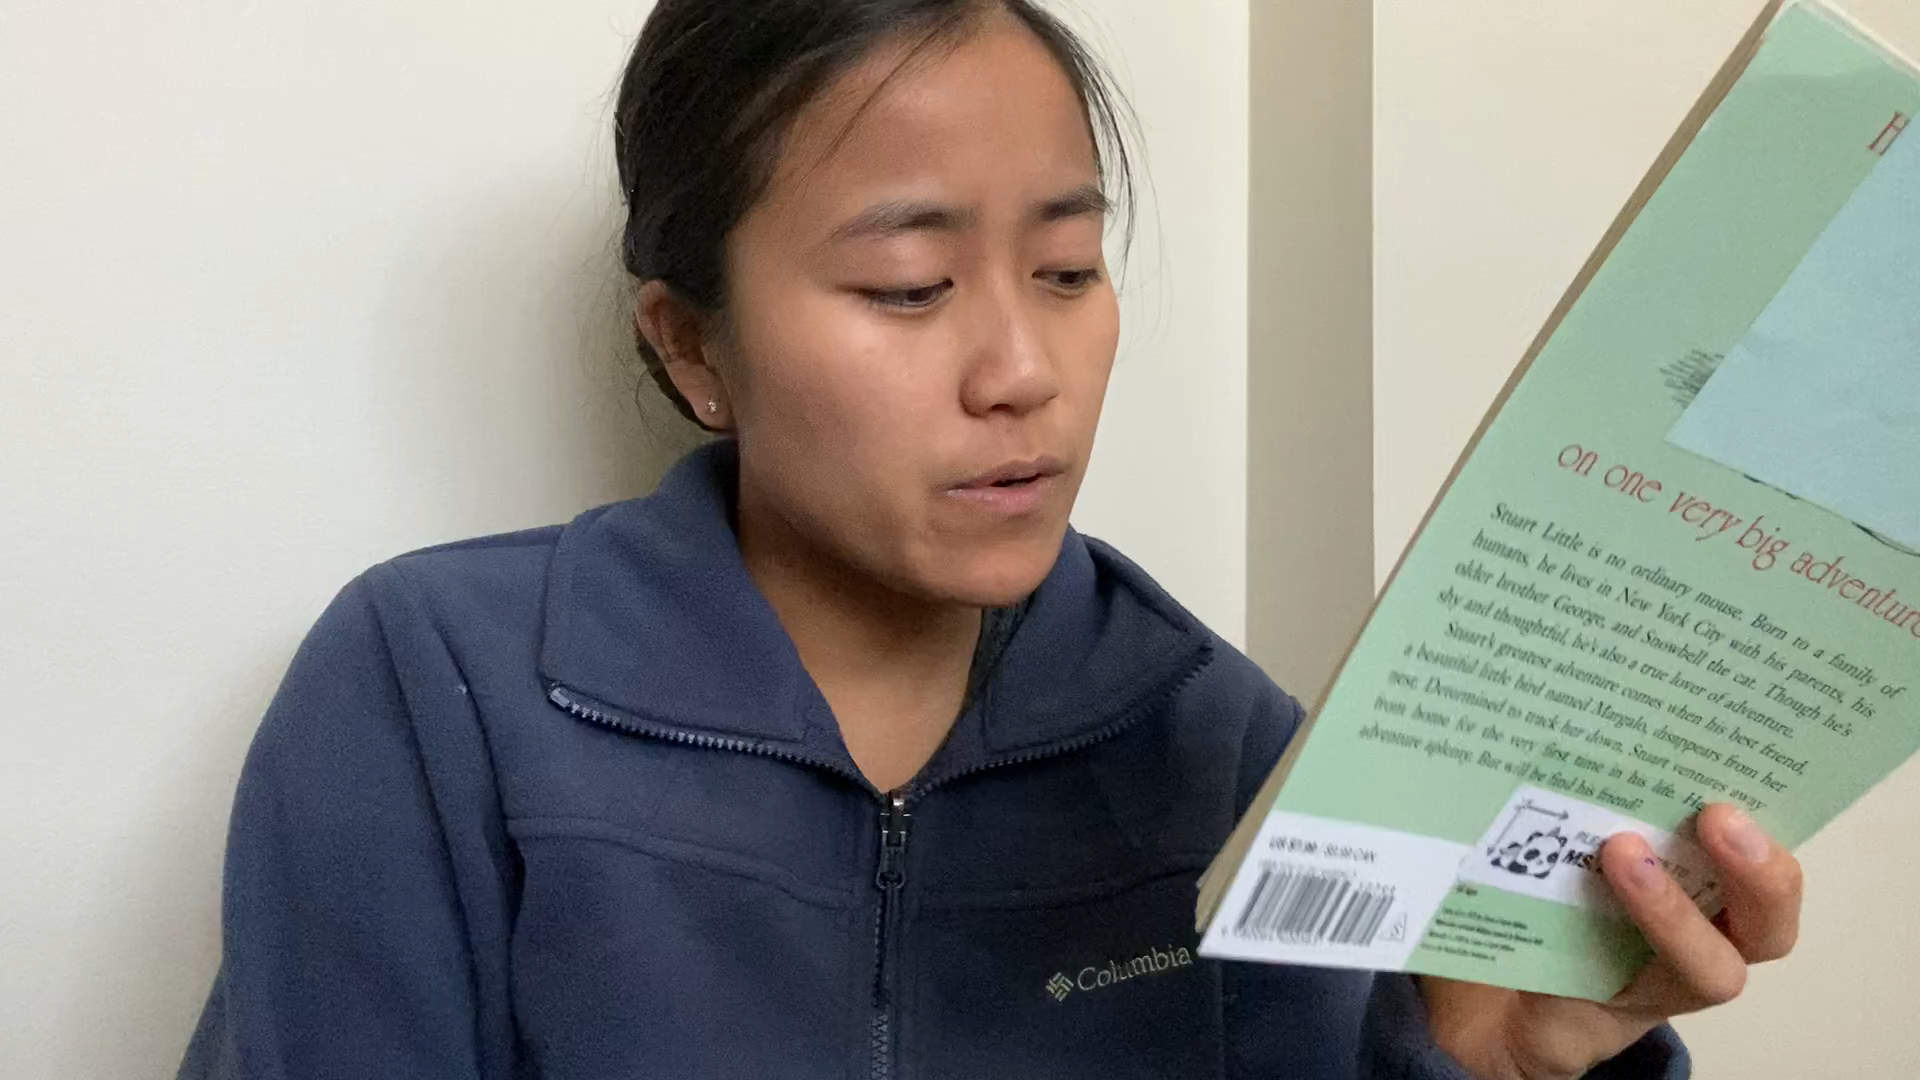 H
on one very big adventure
Stuart Little is no ordinary mouse. Born to a family of
humans, he lives in New York City with his parents, his
older brother George, and Snowbell the cat. Though he's
shy and thoughtful, he's also a true lover of adventure.
Stuart's greatest adventure comes when his best friend,
a beautiful little bird named Margalo, disappears from her
nest. Determined to track her down, Stuart ventures away
from home for the very first time in his life. He
adventure aplenty. But will he find his friend?
MS
Columbia